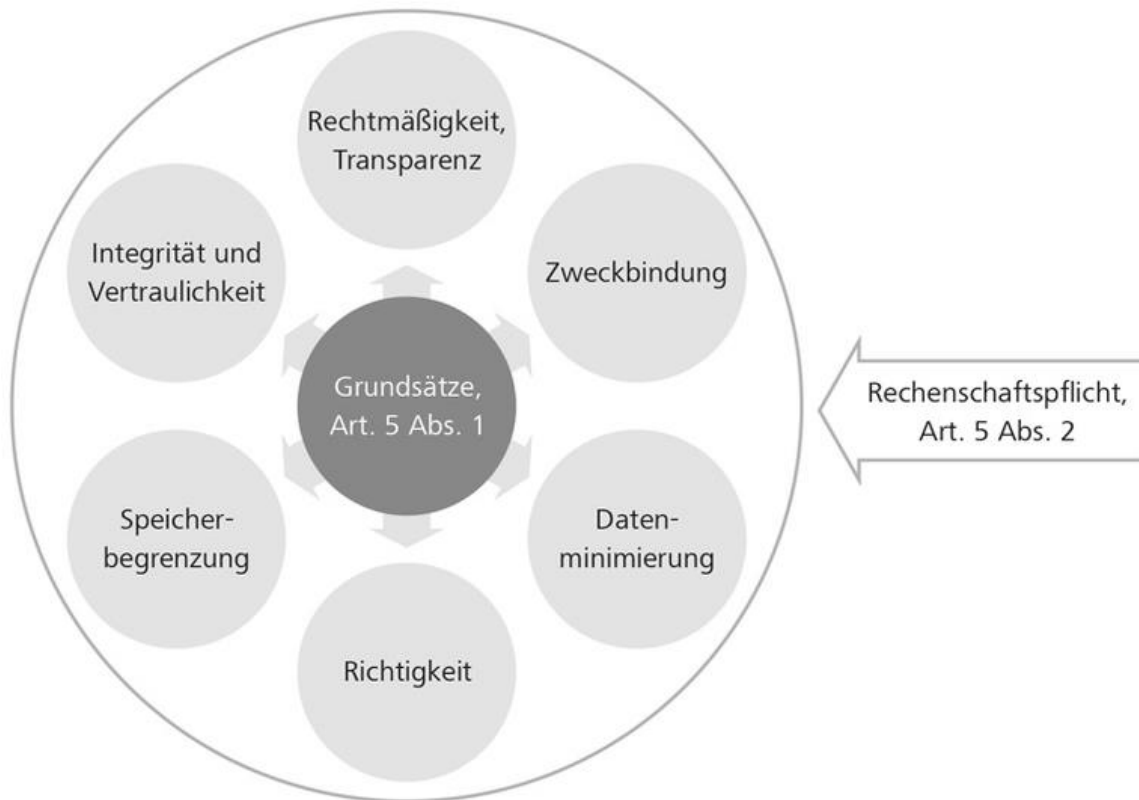 Rechtmäßigkeit,
Transparenz
Integrität und
Vertraulichkeit
Zweckbindung
Grundsätze,
Art. 5 Abs. 1
Rechenschaftspflicht,
Art. 5 Abs. 2
Speicher-
begrenzung
Daten-
minimierung
Richtigkeit